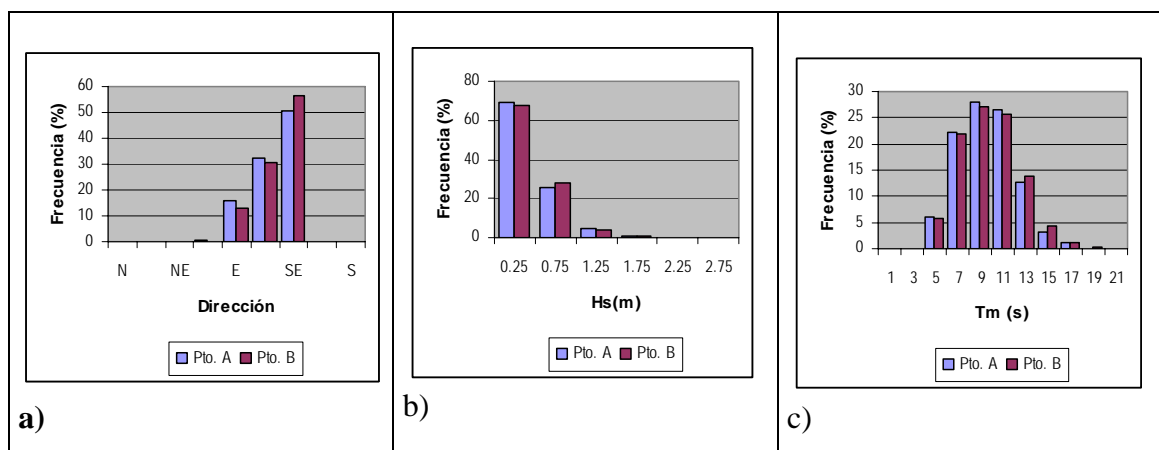 60
50
40
30
20
10
0
Frecuencia (%)
N NE E SE S
Dirección
Pto. A Pto. B
a)
80
60
40
20
0
Frecuencia (%)
0.25 0.75 1.25 1.75 2.25 2.75
Hs(m)
Pto. A Pto. B
b)
30
25
20
15
10
5
0
Frecuencia (%)
1 3 5 7 9 11 13 15 17 19 21
Tm (s)
Pto. A Pto. B
c)